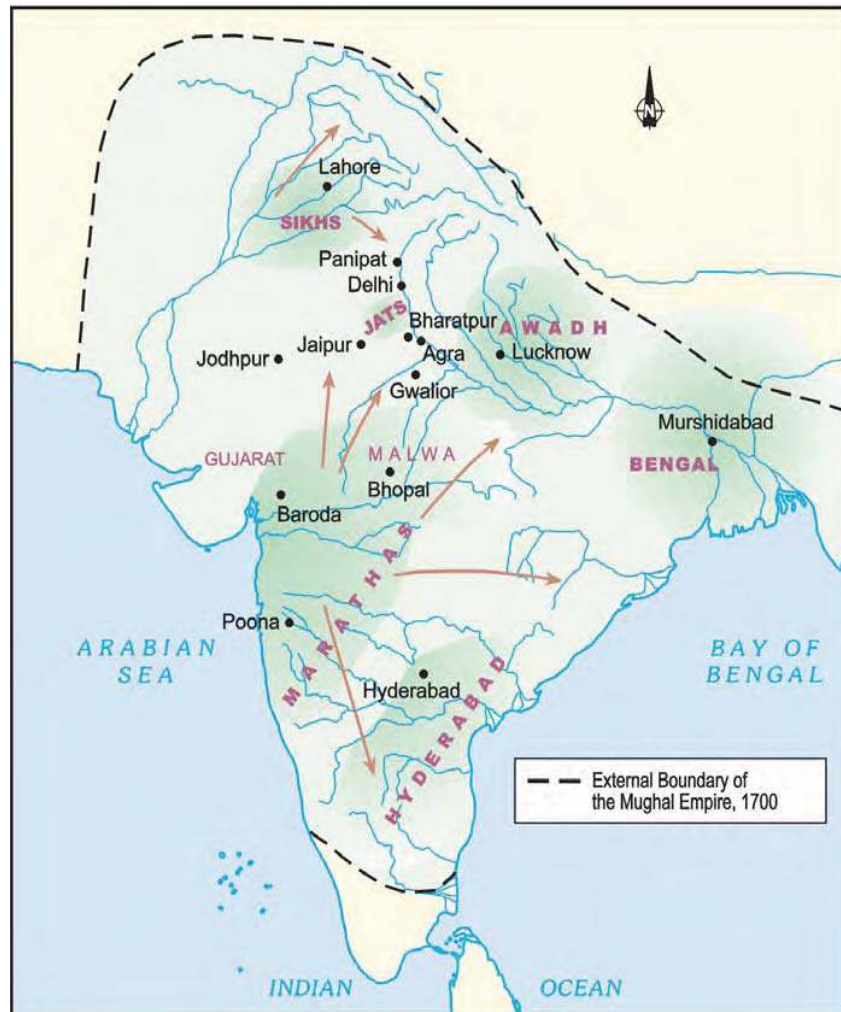 N
Lahore
SIKHS
Panipat
Delhi
JATS
Bharatpur
AWADH
Jaipur
Agra
Lucknow
Jodhpur
Gwalior
Murshidabad
GUJARAT
MALWA
BENGAL
Bhopal
Baroda
MARATHAS
Poona
ARABIAN
SEA
BAY OF
BENGAL
Hyderabad
HYDERABAD
External Boundary of
the Mughal Empire, 1700
INDIAN OCEAN